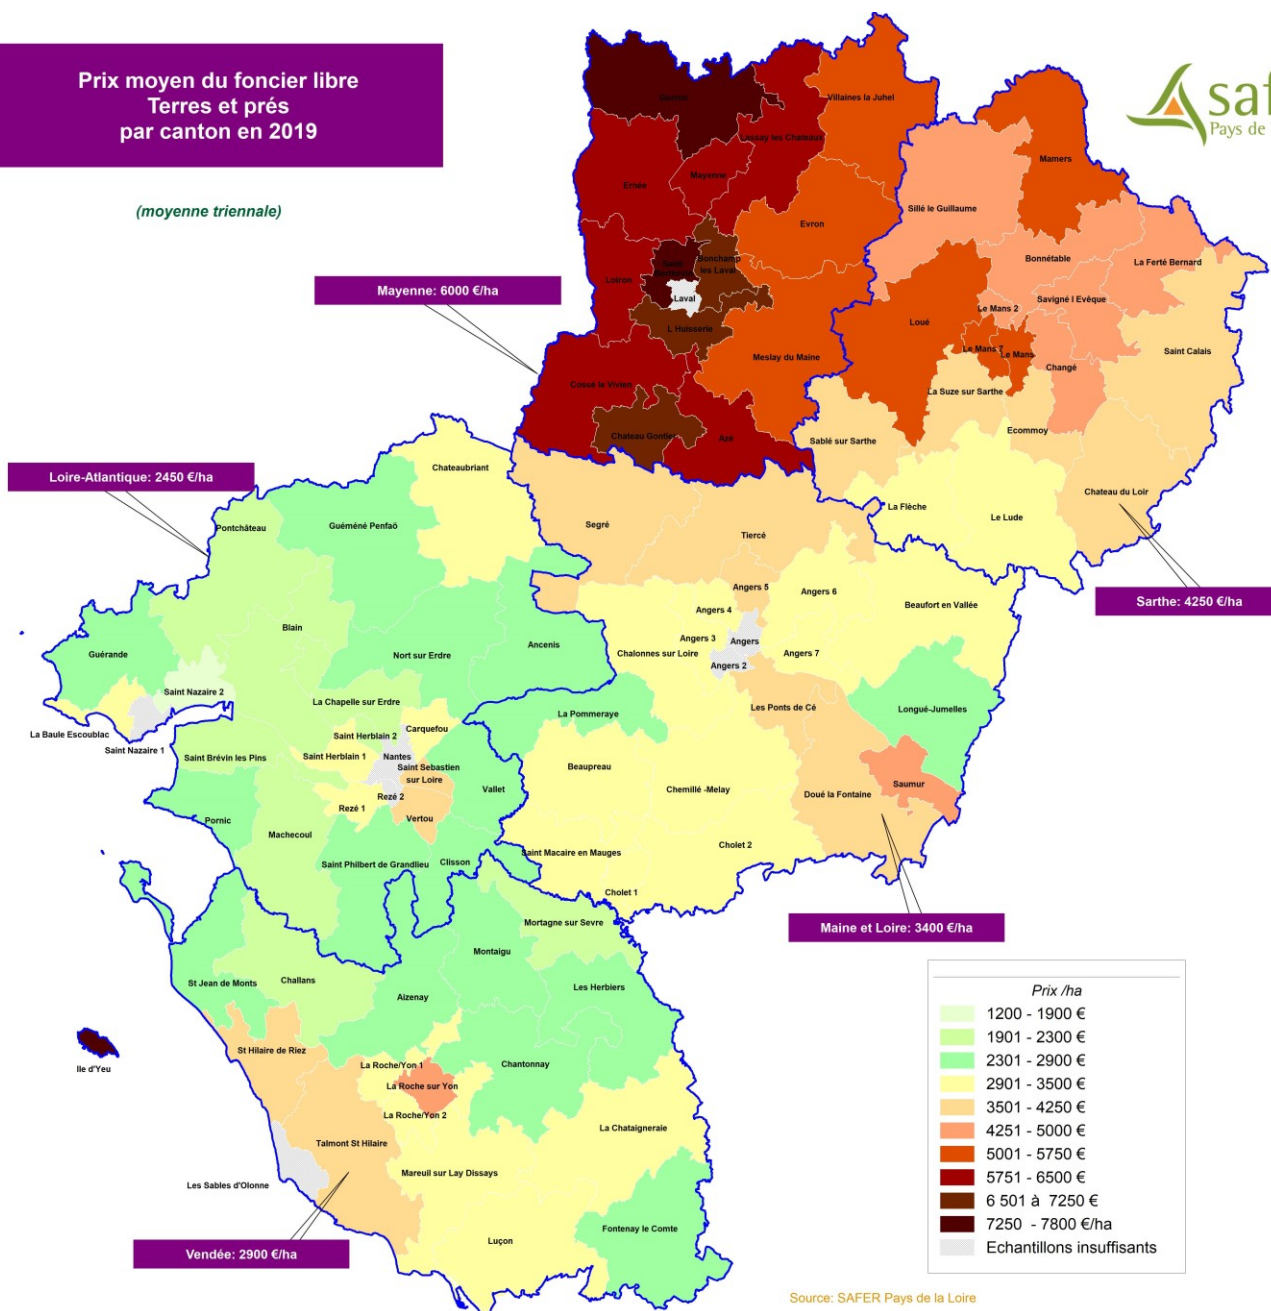 Prix moyen du foncier libre
Terres et prés
par canton en 2019
(moyenne triennale)
saf
Pays de
Villaines la Juhel
Lassay les Chateaux
Mamers
Mayenne
Ernée
Sillé le Guillaume
Evron
Bonnétable
La Ferté Bernard
Bonchamp
les Laval
Saint
Berthevin
Loiron
Laval
Mayenne: 6000 €/ha
Savigné l Evêque
Le Mans 2
Loué
L Huisserie
Le Mans 7
Le Mans
Saint Calais
Meslay du Maine
Changé
Cossé le Vivien
La Suze sur Sarthe
Ecommoy
Chateau Gontier
Azé
Sablé sur Sarthe
Chateaubriant
Loire-Atlantique: 2450 €/ha
Chateau du Loir
La Flèche
Le Lude
Pontchâteau
Guéméné Penfaö
Segré
Tiercé
Angers 5
Angers 6
Sarthe: 4250 €/ha
Beaufort en Vallée
Angers 4
Blain
Angers 3
Angers
Ancenis
Guérande
Nort sur Erdre
Chalonnes sur Loire
Angers 7
Angers 2
Saint Nazaire 2
La Chapelle sur Erdre
Les Ponts de Cé
Longué-Jumelles
La Pommeraye
La Baule Escoublac
Saint Nazaire 1
Saint Herblain 2
Carquefou
Saint Brévin les Pins
Saint Herblain 1
Nantes
Saint Sebastien
sur Loire
Beaupreau
Chemillé -Melay
Saumur
Vallet
Doué la Fontaine
Rezé 2
Rezé 1
Vertou
Pornic
Machecoul
Cholet 2
Saint Macaire en Mauges
Saint Philbert de Grandlieu
Clisson
Cholet 1
Mortagne sur Sevre
Maine et Loire: 3400 €/ha
Montaigu
St Jean de Monts
Challans
Les Herbiers
Aizenay
St Hilaire de Riez
Ile d'Yeu
La Roche/Yon 1
Chantonnay
La Roche sur Yon
La Roche/Yon 2
La Chataigneraie
Talmont St Hilaire
Mareuil sur Lay Dissays
Les Sables d'Olonne
Fontenay le Comte
Luçon
Vendée: 2900 €/ha
Prix /ha
1200 - 1900 €
1901 - 2300 €
2301 - 2900 €
2901 - 3500 €
3501 - 4250 €
4251 - 5000 €
5001 - 5750 €
5751 - 6500 €
6 501 à 7250 €
7250 - 7800 €/ha
Echantillons insuffisants
Source: SAFER Pays de la Loire